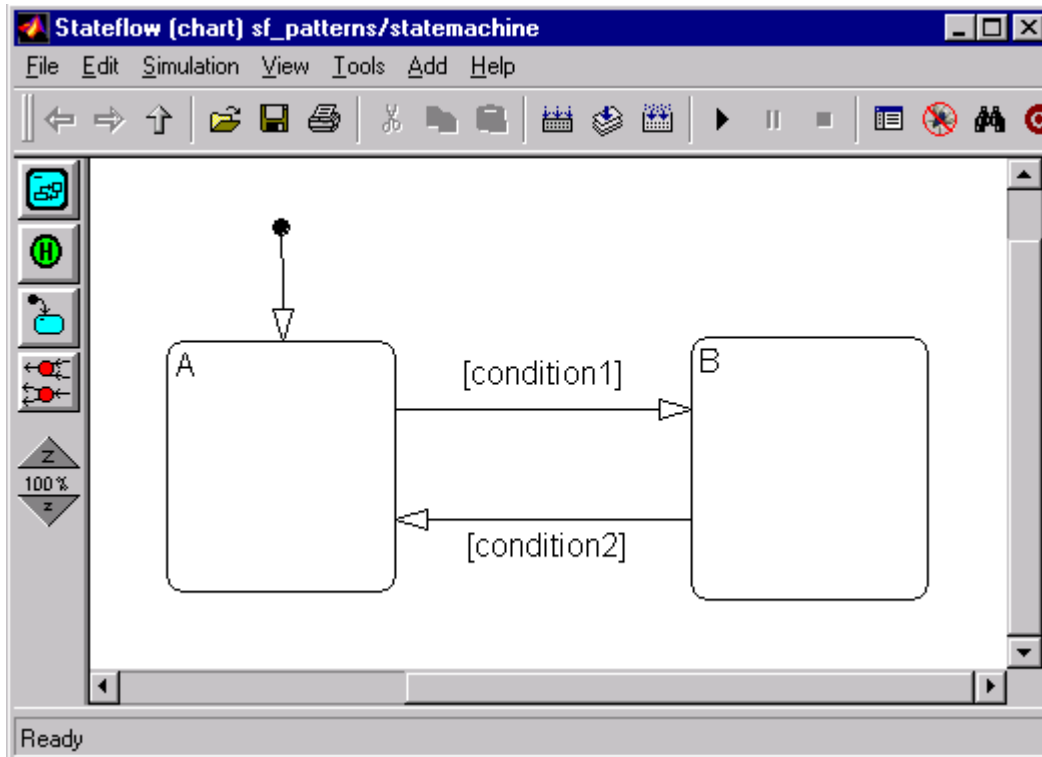 Stateflow (chart) sf_patterns/statemachine
File Edit Simulation View Tools Add Help
H
A
[condition1]
B
Z
100%
z
[condition2]
Ready